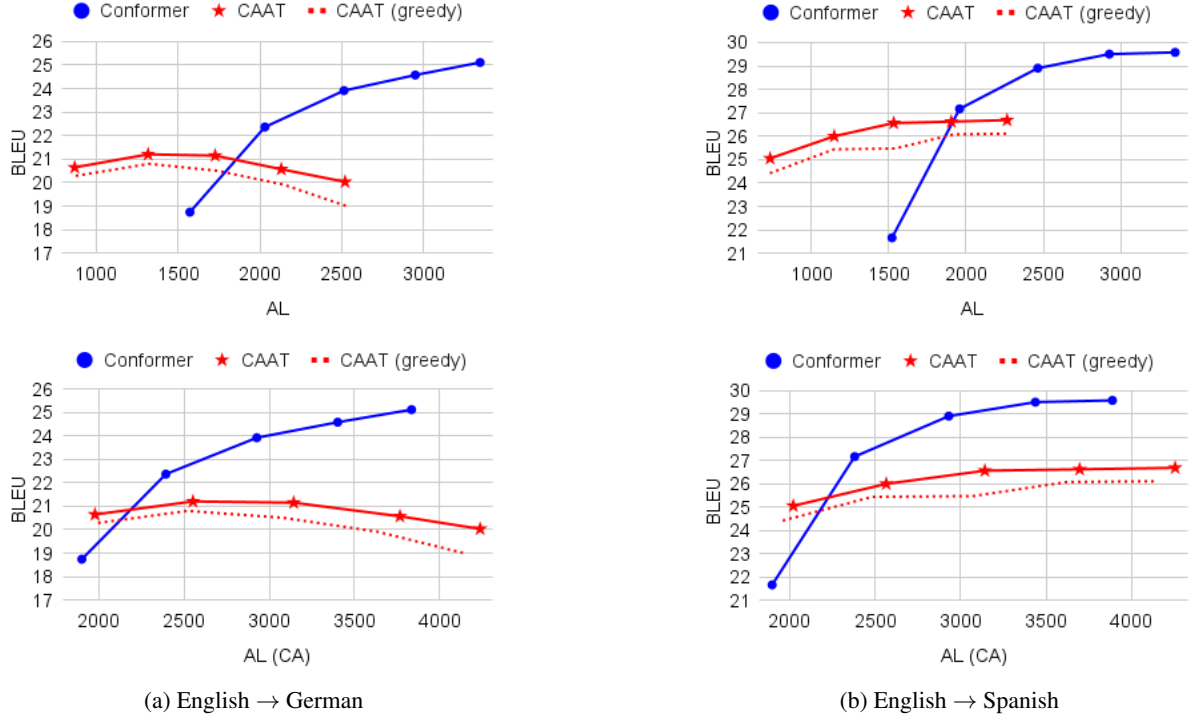 Conformer CAAT CAAT (greedy)
26
25
24
23
22
21
20
19
18
17
BLEU
1000 1500 2000 2500 3000
AL
Conformer CAAT CAAT (greedy)
30
29
28
27
26
25
24
23
22
21
BLEU
1000 1500 2000 2500 3000
AL
Conformer CAAT CAAT (greedy)
26
25
24
23
22
21
20
19
18
17
BLEU
2000 2500 3000 3500 4000
AL (CA)
(a) English → German
Conformer CAAT CAAT (greedy)
30
29
28
27
26
25
24
23
22
21
BLEU
2000 2500 3000 3500 4000
AL (CA)
(b) English → Spanish